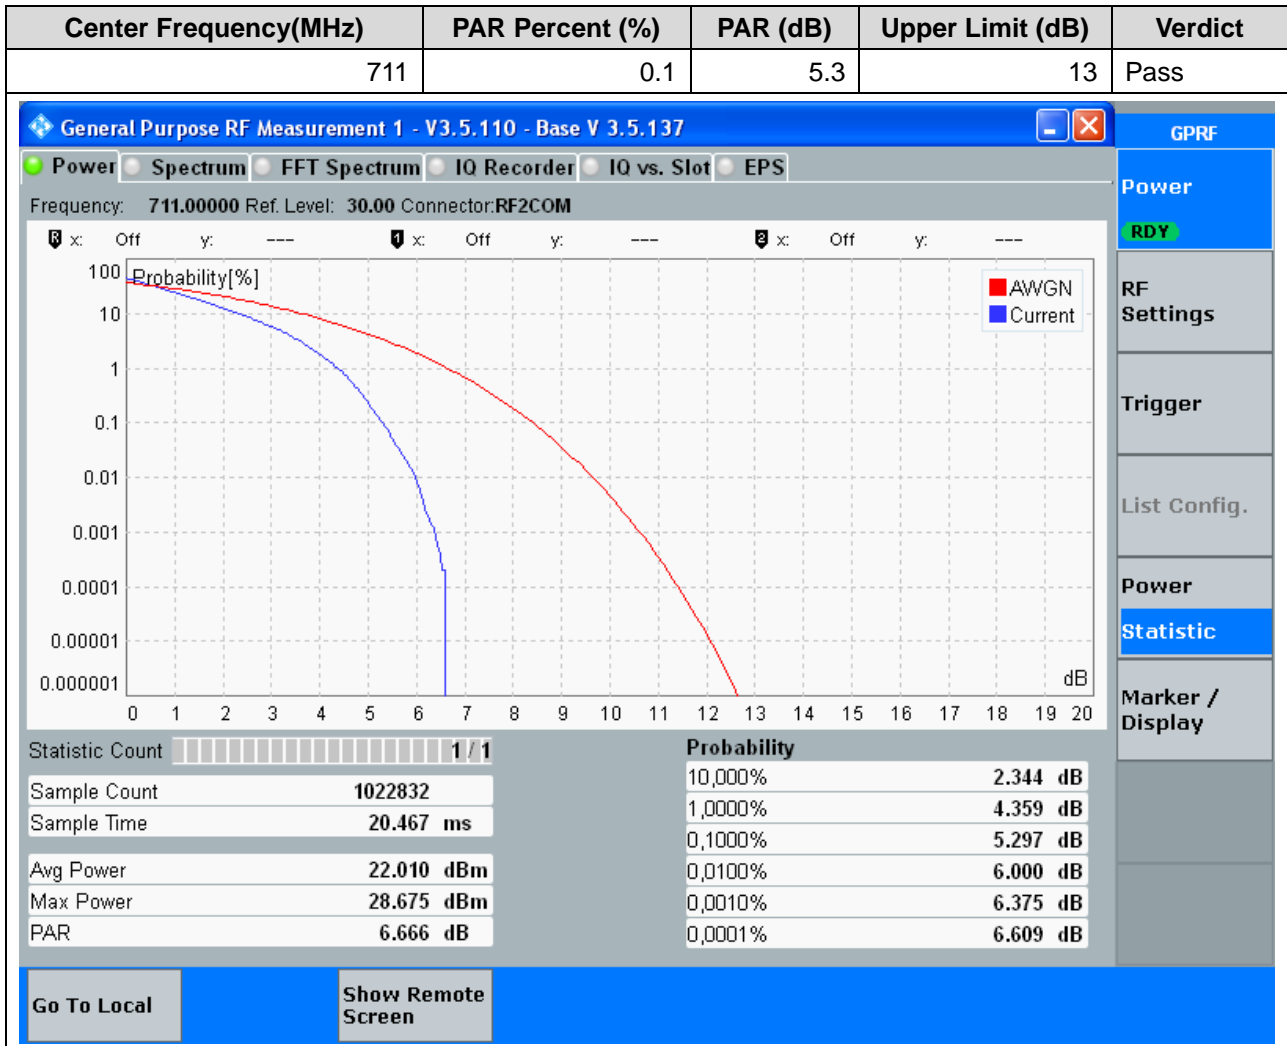 Center Frequency(MHz) PAR Percent (%) PAR (dB) Upper Limit (dB) Verdict
711 0.1 5.3 13 Pass
General Purpose RF Measurement 1 - V3.5.110 - Base V 3.5.137
GPRF
Power Spectrum FFT Spectrum IQ Recorder IQ vs. Slot EPS
Frequency: 711.00000 Ref. Level: 30.00 Connector:RF2COM
R x: Off y: --- 1 x: Off y: --- 2 x: Off y: ---
Probability[%]
100
10
1
0.1
0.01
0.001
0.0001
0.00001
0.000001
AWGN
Current
dB
0 1 2 3 4 5 6 7 8 9 10 11 12 13 14 15 16 17 18 19 20
Statistic Count 1 / 1
Sample Count 1022832
Sample Time 20.467 ms
Avg Power 22.010 dBm
Max Power 28.675 dBm
PAR 6.666 dB
Probability
10,000% 2.344 dB
1,0000% 4.359 dB
0,1000% 5.297 dB
0,0100% 6.000 dB
0,0010% 6.375 dB
0,0001% 6.609 dB
Power
RDY
RF
Settings
Trigger
List Config.
Power
Statistic
Marker /
Display
Go To Local
Show Remote
Screen